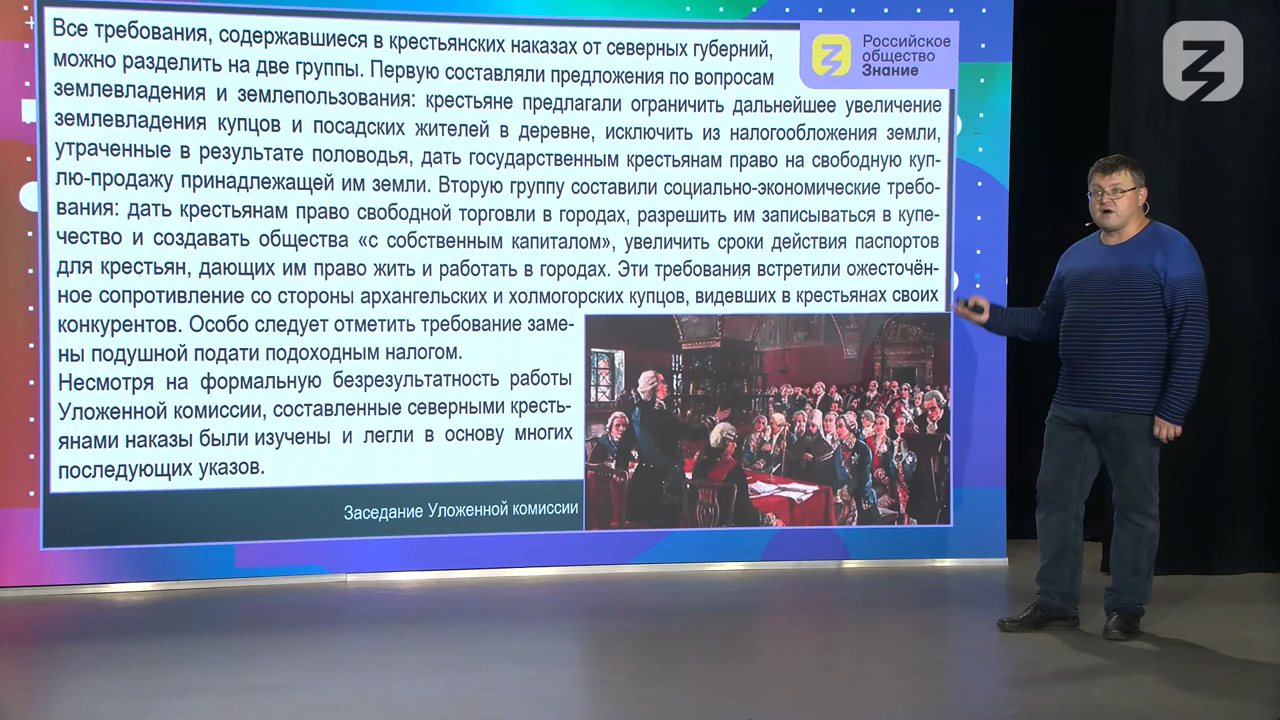 Все требования, содержавшиеся в крестьянских наказах от северных губерний,
можно разделить на две группы. Первую составляли предложения по вопросам
землевладения и землепользования: крестьяне предлагали ограничить дальнейшее увеличение
землевладения купцов и посадских жителей в деревне, исключить из налогообложения земли,
утраченные в результате половодья, дать государственным крестьянам право на свободную куп-
лю-продажу принадлежащей им земли. Вторую группу составили социально-экономические требо-
вания: дать крестьянам право свободной торговли в городах, разрешить им записываться в купе-
чество и создавать общества «с собственным капиталом», увеличить сроки действия паспортов
для крестьян, дающих им право жить и работать в городах. Эти требования встретили ожесточён-
ное сопротивление со стороны архангельских и холмогорских купцов, видевших в крестьянах своих
конкурентов. Особо следует отметить требование заме-
ны подушной подати подоходным налогом.
Несмотря на формальную безрезультатность работы
Уложенной комиссии, составленные северными кресть-
янами наказы были изучены и легли в основу многих
последующих указов.
Заседание Уложенной комиссии
Российское
общество
Знание